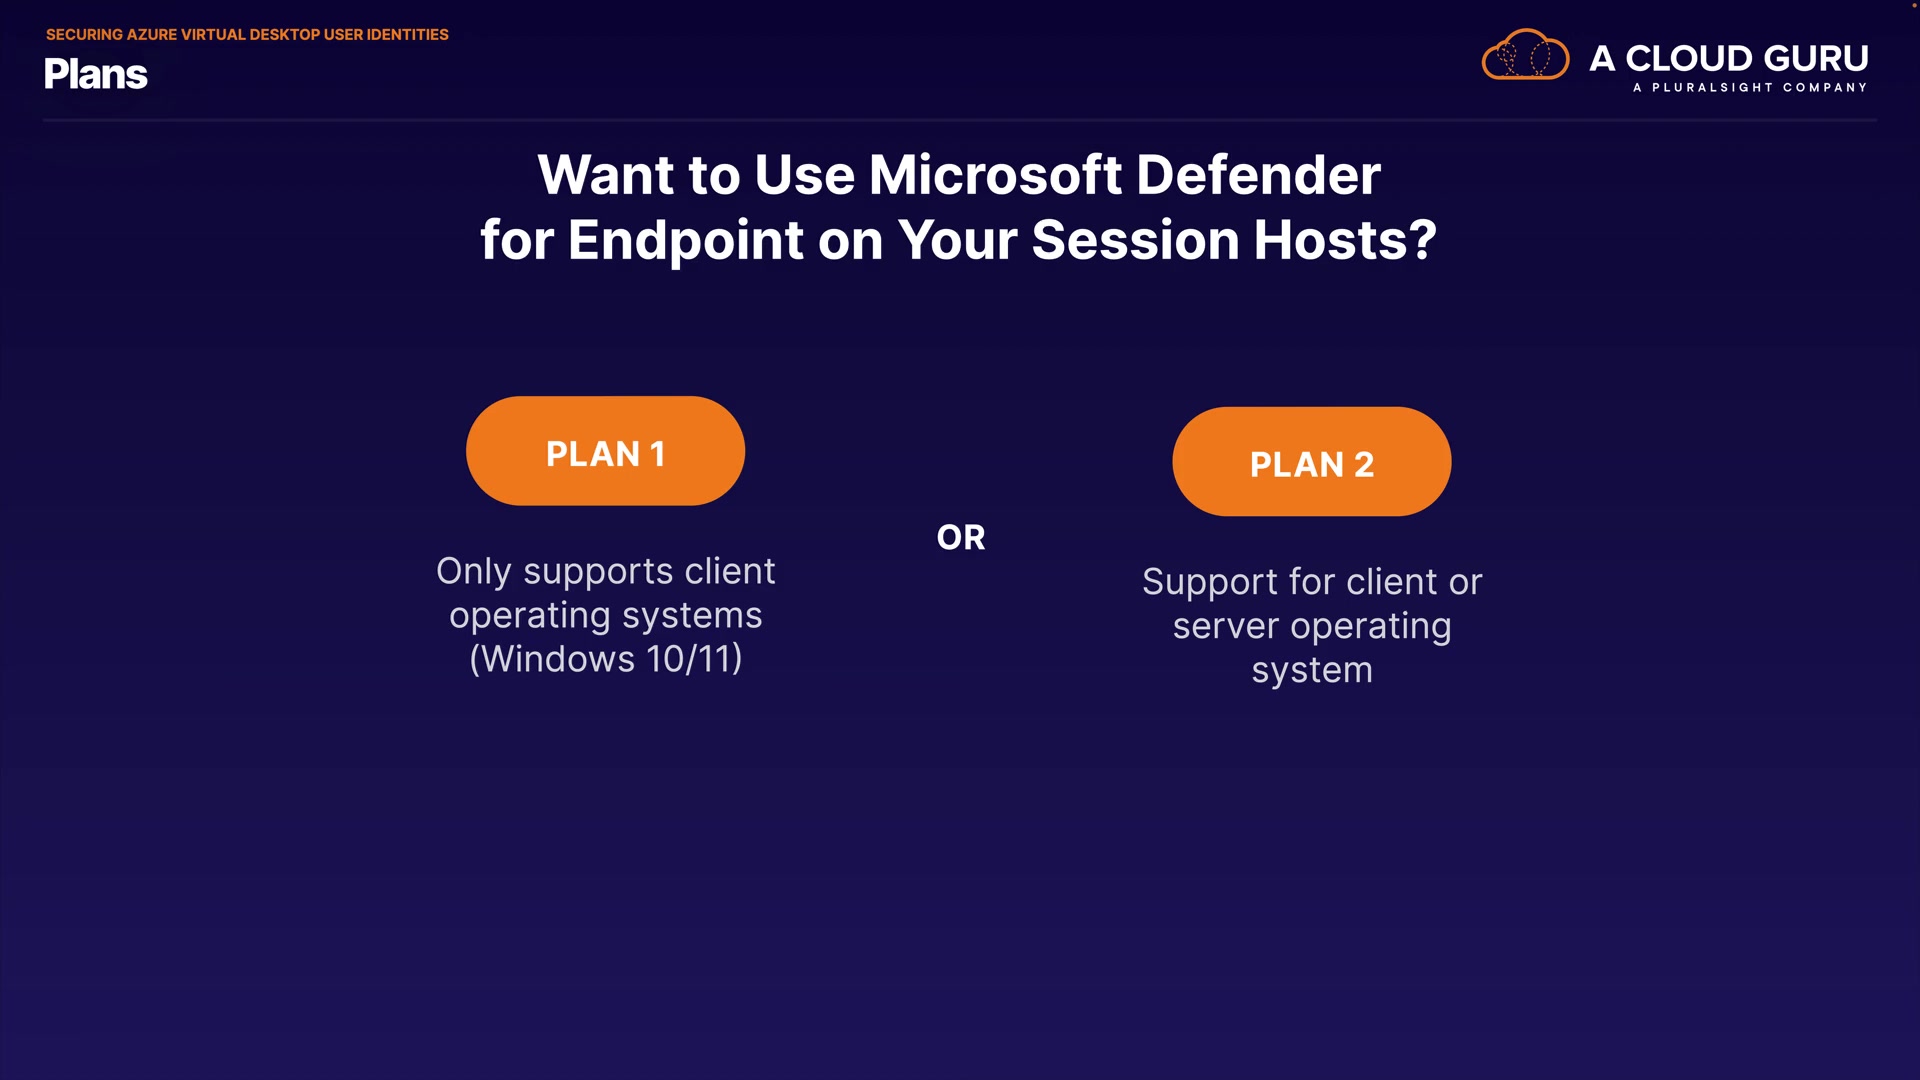 SECURING AZURE VIRTUAL DESKTOP USER IDENTITIES
Plans
A CLOUD GURU
A PLURALSIGHT COMPANY
Want to Use Microsoft Defender
for Endpoint on Your Session Hosts?
PLAN 1
Only supports client
operating systems
(Windows 10/11)
OR
PLAN 2
Support for client or
server operating
system